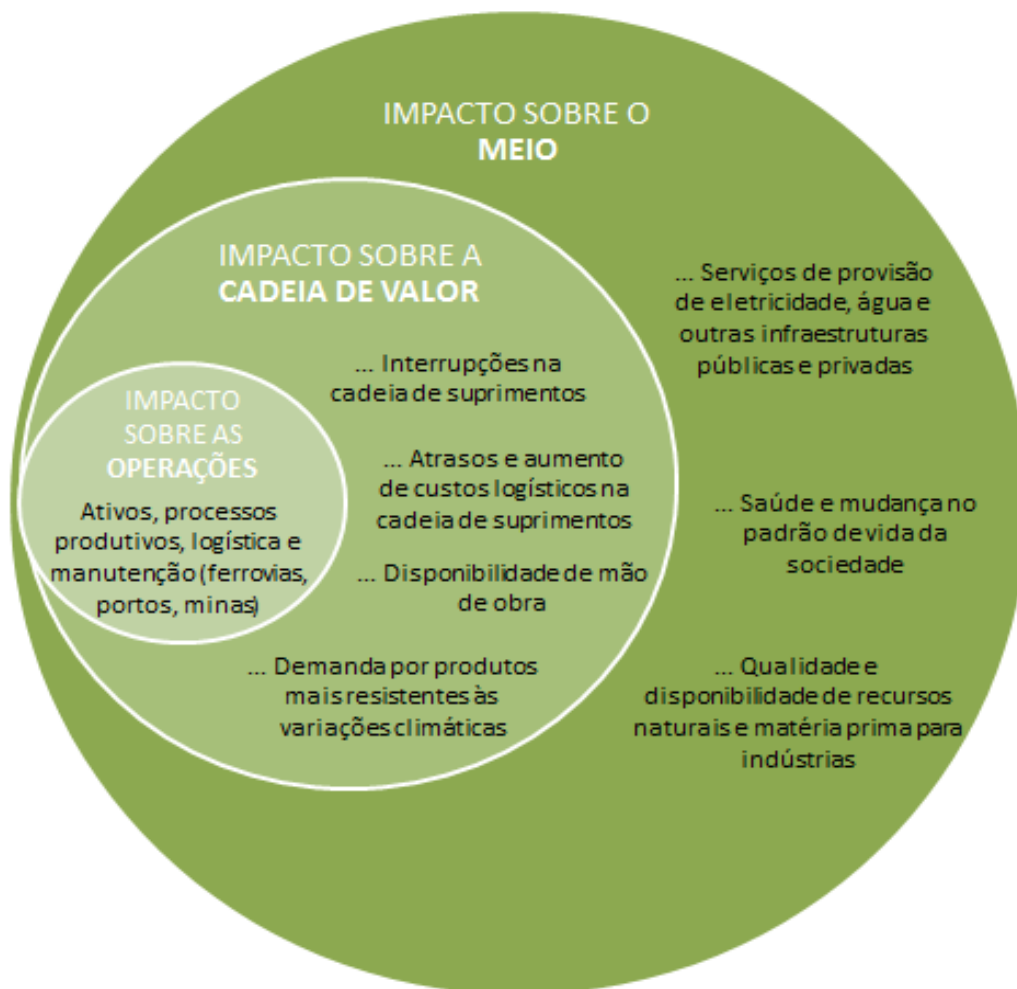 IMPACTO SOBRE O
MEIO
IMPACTO SOBRE A
CADEIA DE VALOR
... Serviços de provisão
de eletricidade, água e
outras infraestruturas
públicas e privadas
... Interrupções na
cadeia de suprimentos
IMPACTO
SOBRE AS
OPERAÇÕES
Ativos, processos
produtivos, logística e
manutenção (ferrovias,
portos, minas)
... Atrasos e aumento
de custos logísticos na
cadeia de suprimentos
... Saúde e mudança no
padrão de vida da
sociedade
... Disponibilidade de mão
de obra
... Demanda por produtos
mais resistentes às
variações climáticas
... Qualidade e
disponibilidade de recursos
naturais e matéria prima para
indústrias